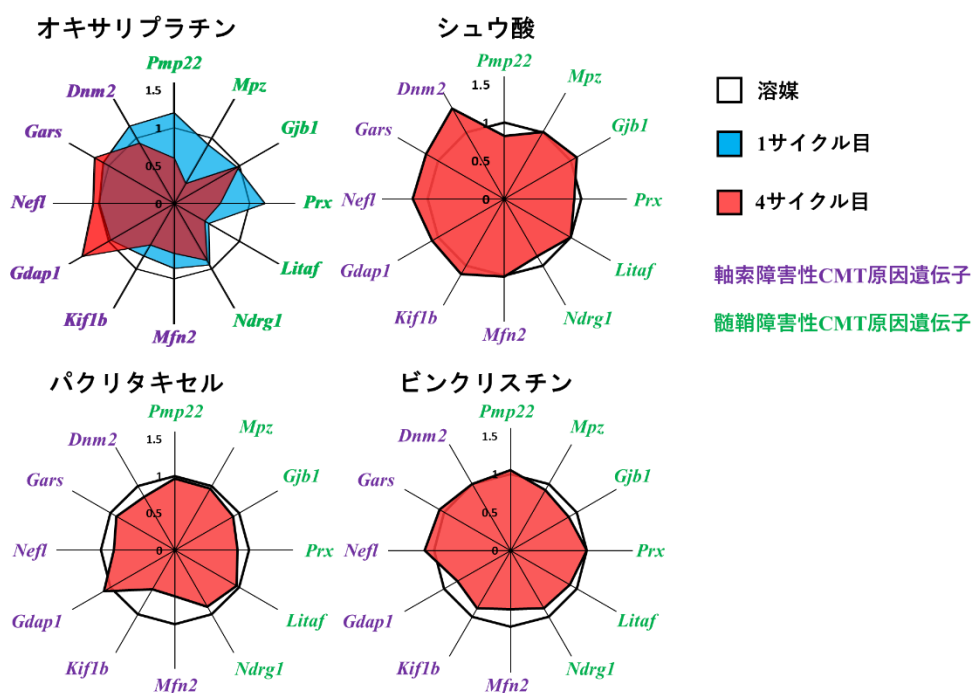 オキサリプラチン
Pmp22
Mpz
Gjb1
Prx
Litaf
Ndrg1
Mfn2
Kif1b
Gdap1
Nefl
Gars
Dnm2
1.5
1
0.5
0
シュウ酸
Pmp22
Mpz
Gjb1
Prx
Litaf
Ndrg1
Mfn2
Kif1b
Gdap1
Nefl
Gars
Dnm2
1.5
1
0.5
0
溶媒
1サイクル目
4サイクル目
軸索障害性CMT原因遺伝子
髄鞘障害性CMT原因遺伝子
パクリタキセル
Pmp22
Mpz
Gjb1
Prx
Litaf
Ndrg1
Mfn2
Kif1b
Gdap1
Nefl
Gars
Dnm2
1.5
1
0.5
0
ビンクリスチン
Pmp22
Mpz
Gjb1
Prx
Litaf
Ndrg1
Mfn2
Kif1b
Gdap1
Nefl
Gars
Dnm2
1.5
1
0.5
0